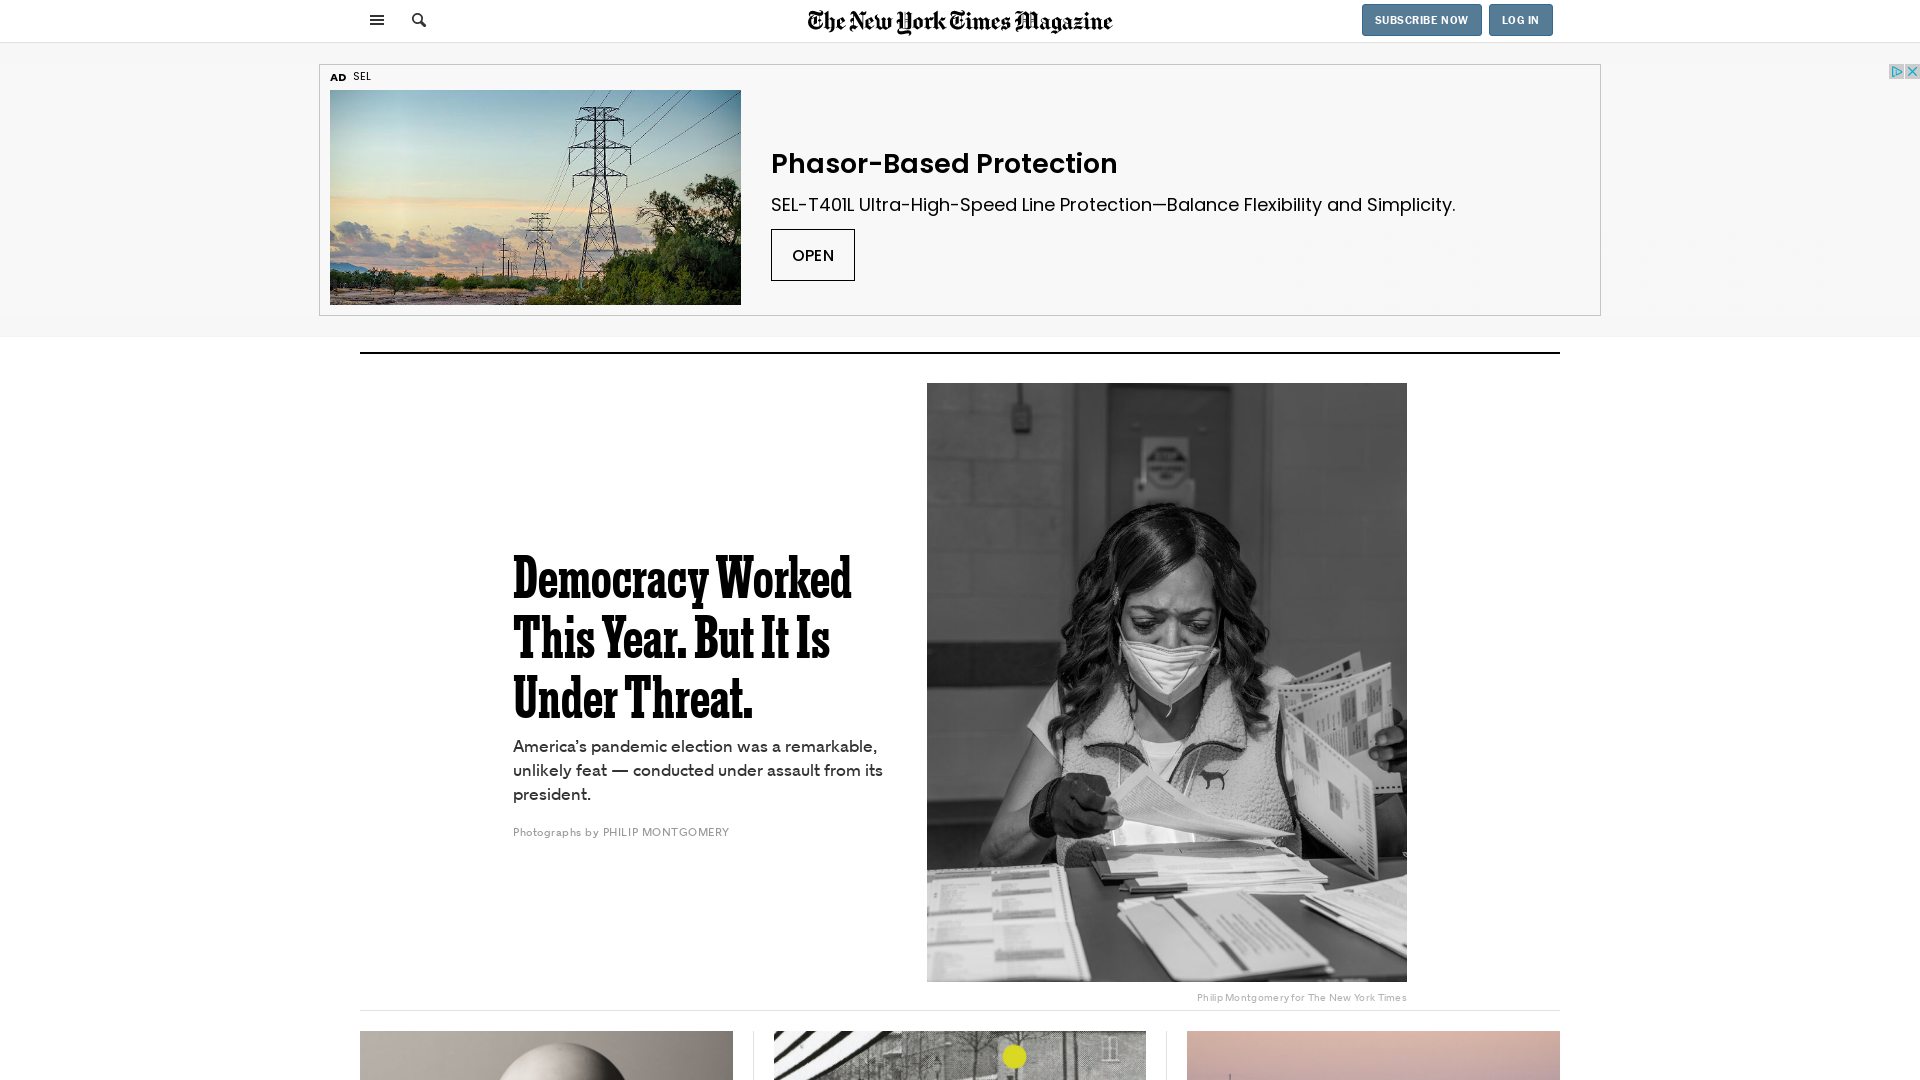 The New York Times Magazine
SUBSCRIBE NOW
LOG IN
AD SEL
Phasor-Based Protection
SEL-T401L Ultra-High-Speed Line Protection—Balance Flexibility and Simplicity.
OPEN
Democracy Worked
This Year. But It Is
Under Threat.
America’s pandemic election was a remarkable,
unlikely feat — conducted under assault from its
president.
Photographs by PHILIP MONTGOMERY
Philip Montgomery for The New York Times